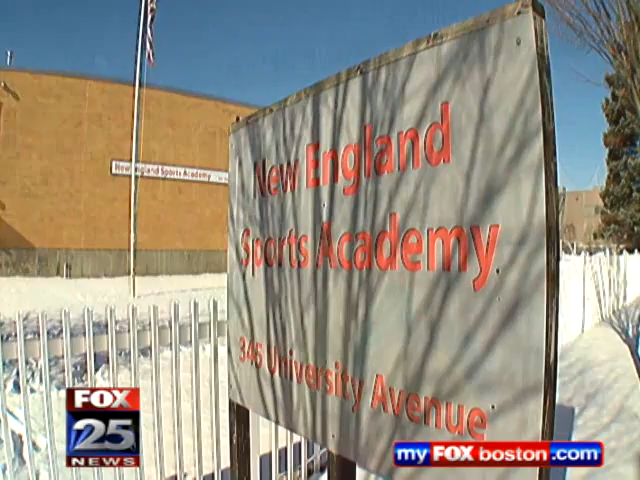 New England Sports Academy
New England
Sports Academy
345 University Avenue
FOX
25
NEWS
myFOXboston.com